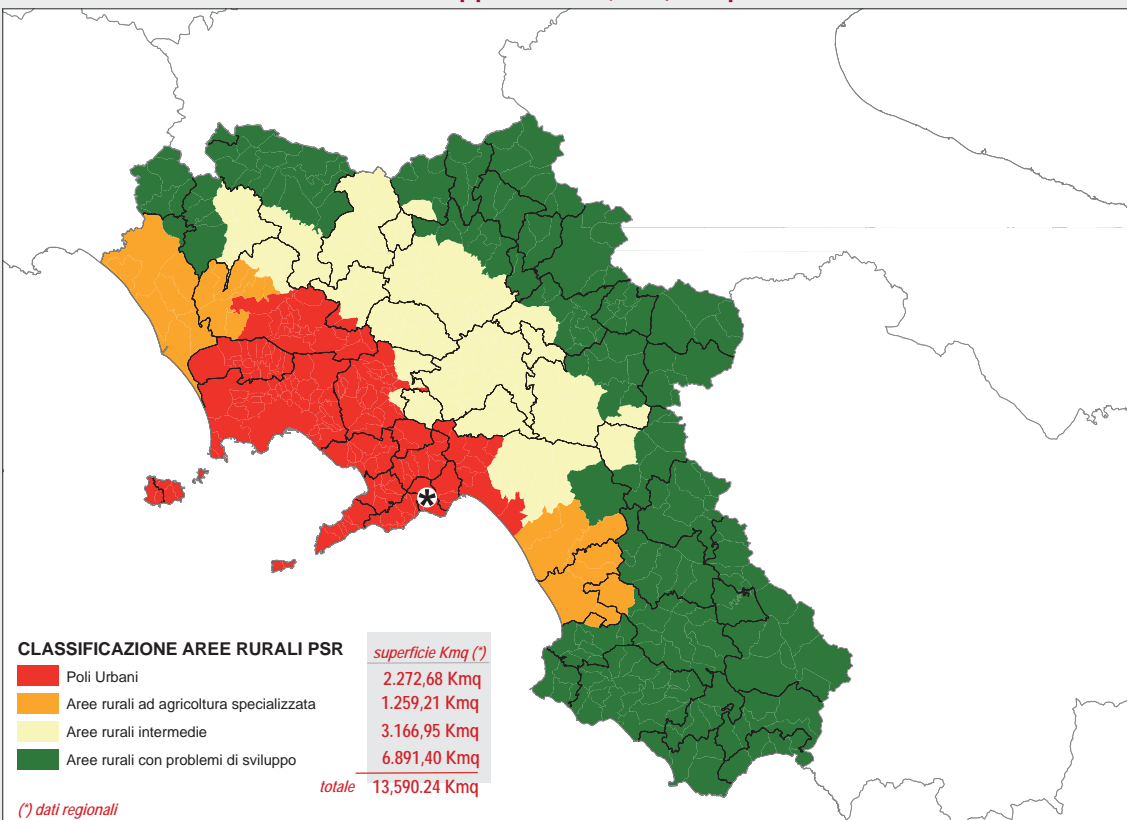 CLASSIFICAZIONE AREE RURALI PSR
superficie Kmq (*)
Poli Urbani
2.272,68 Kmq
Aree rurali ad agricoltura specializzata
1.259,21 Kmq
Aree rurali intermedie
3.166,95 Kmq
Aree rurali con problemi di sviluppo
6.891,40 Kmq
totale 13,590.24 Kmq
(*) dati regionali